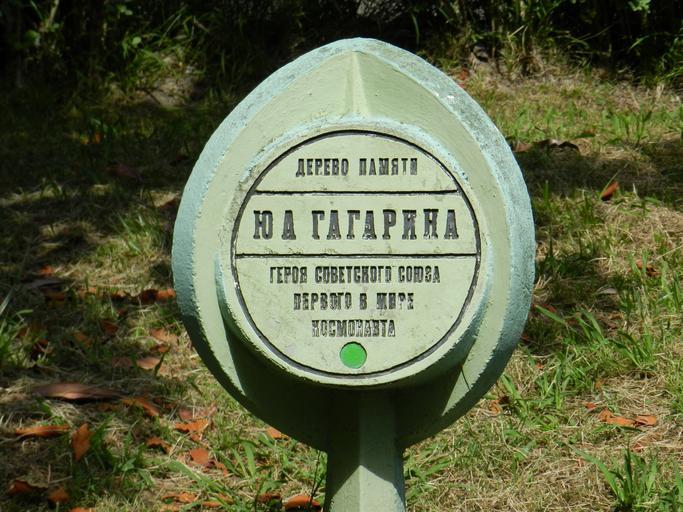 ДЕРЕВО ПАМЯТИ
Ю А ГАГАРИНА
ГЕРОЯ СОВЕТСКОГО СОЮЗА
ПЕРВОГО В МИРЕ
КОСМОНАВТА